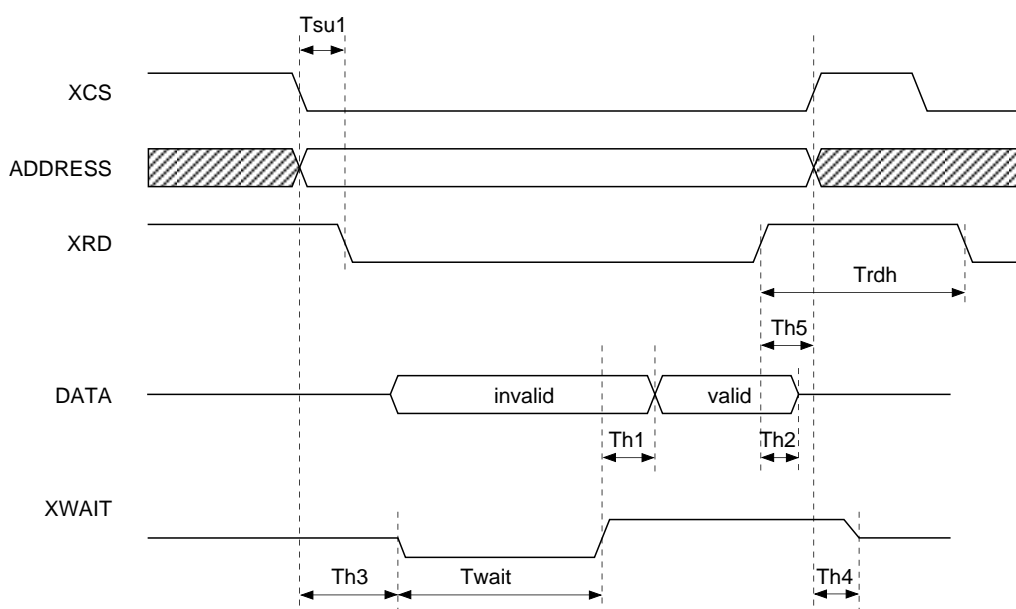 Tsu1
XCS
ADDRESS
XRD
Trdh
Th5
DATA
invalid
valid
Th1
Th2
XWAIT
Th3
Twait
Th4